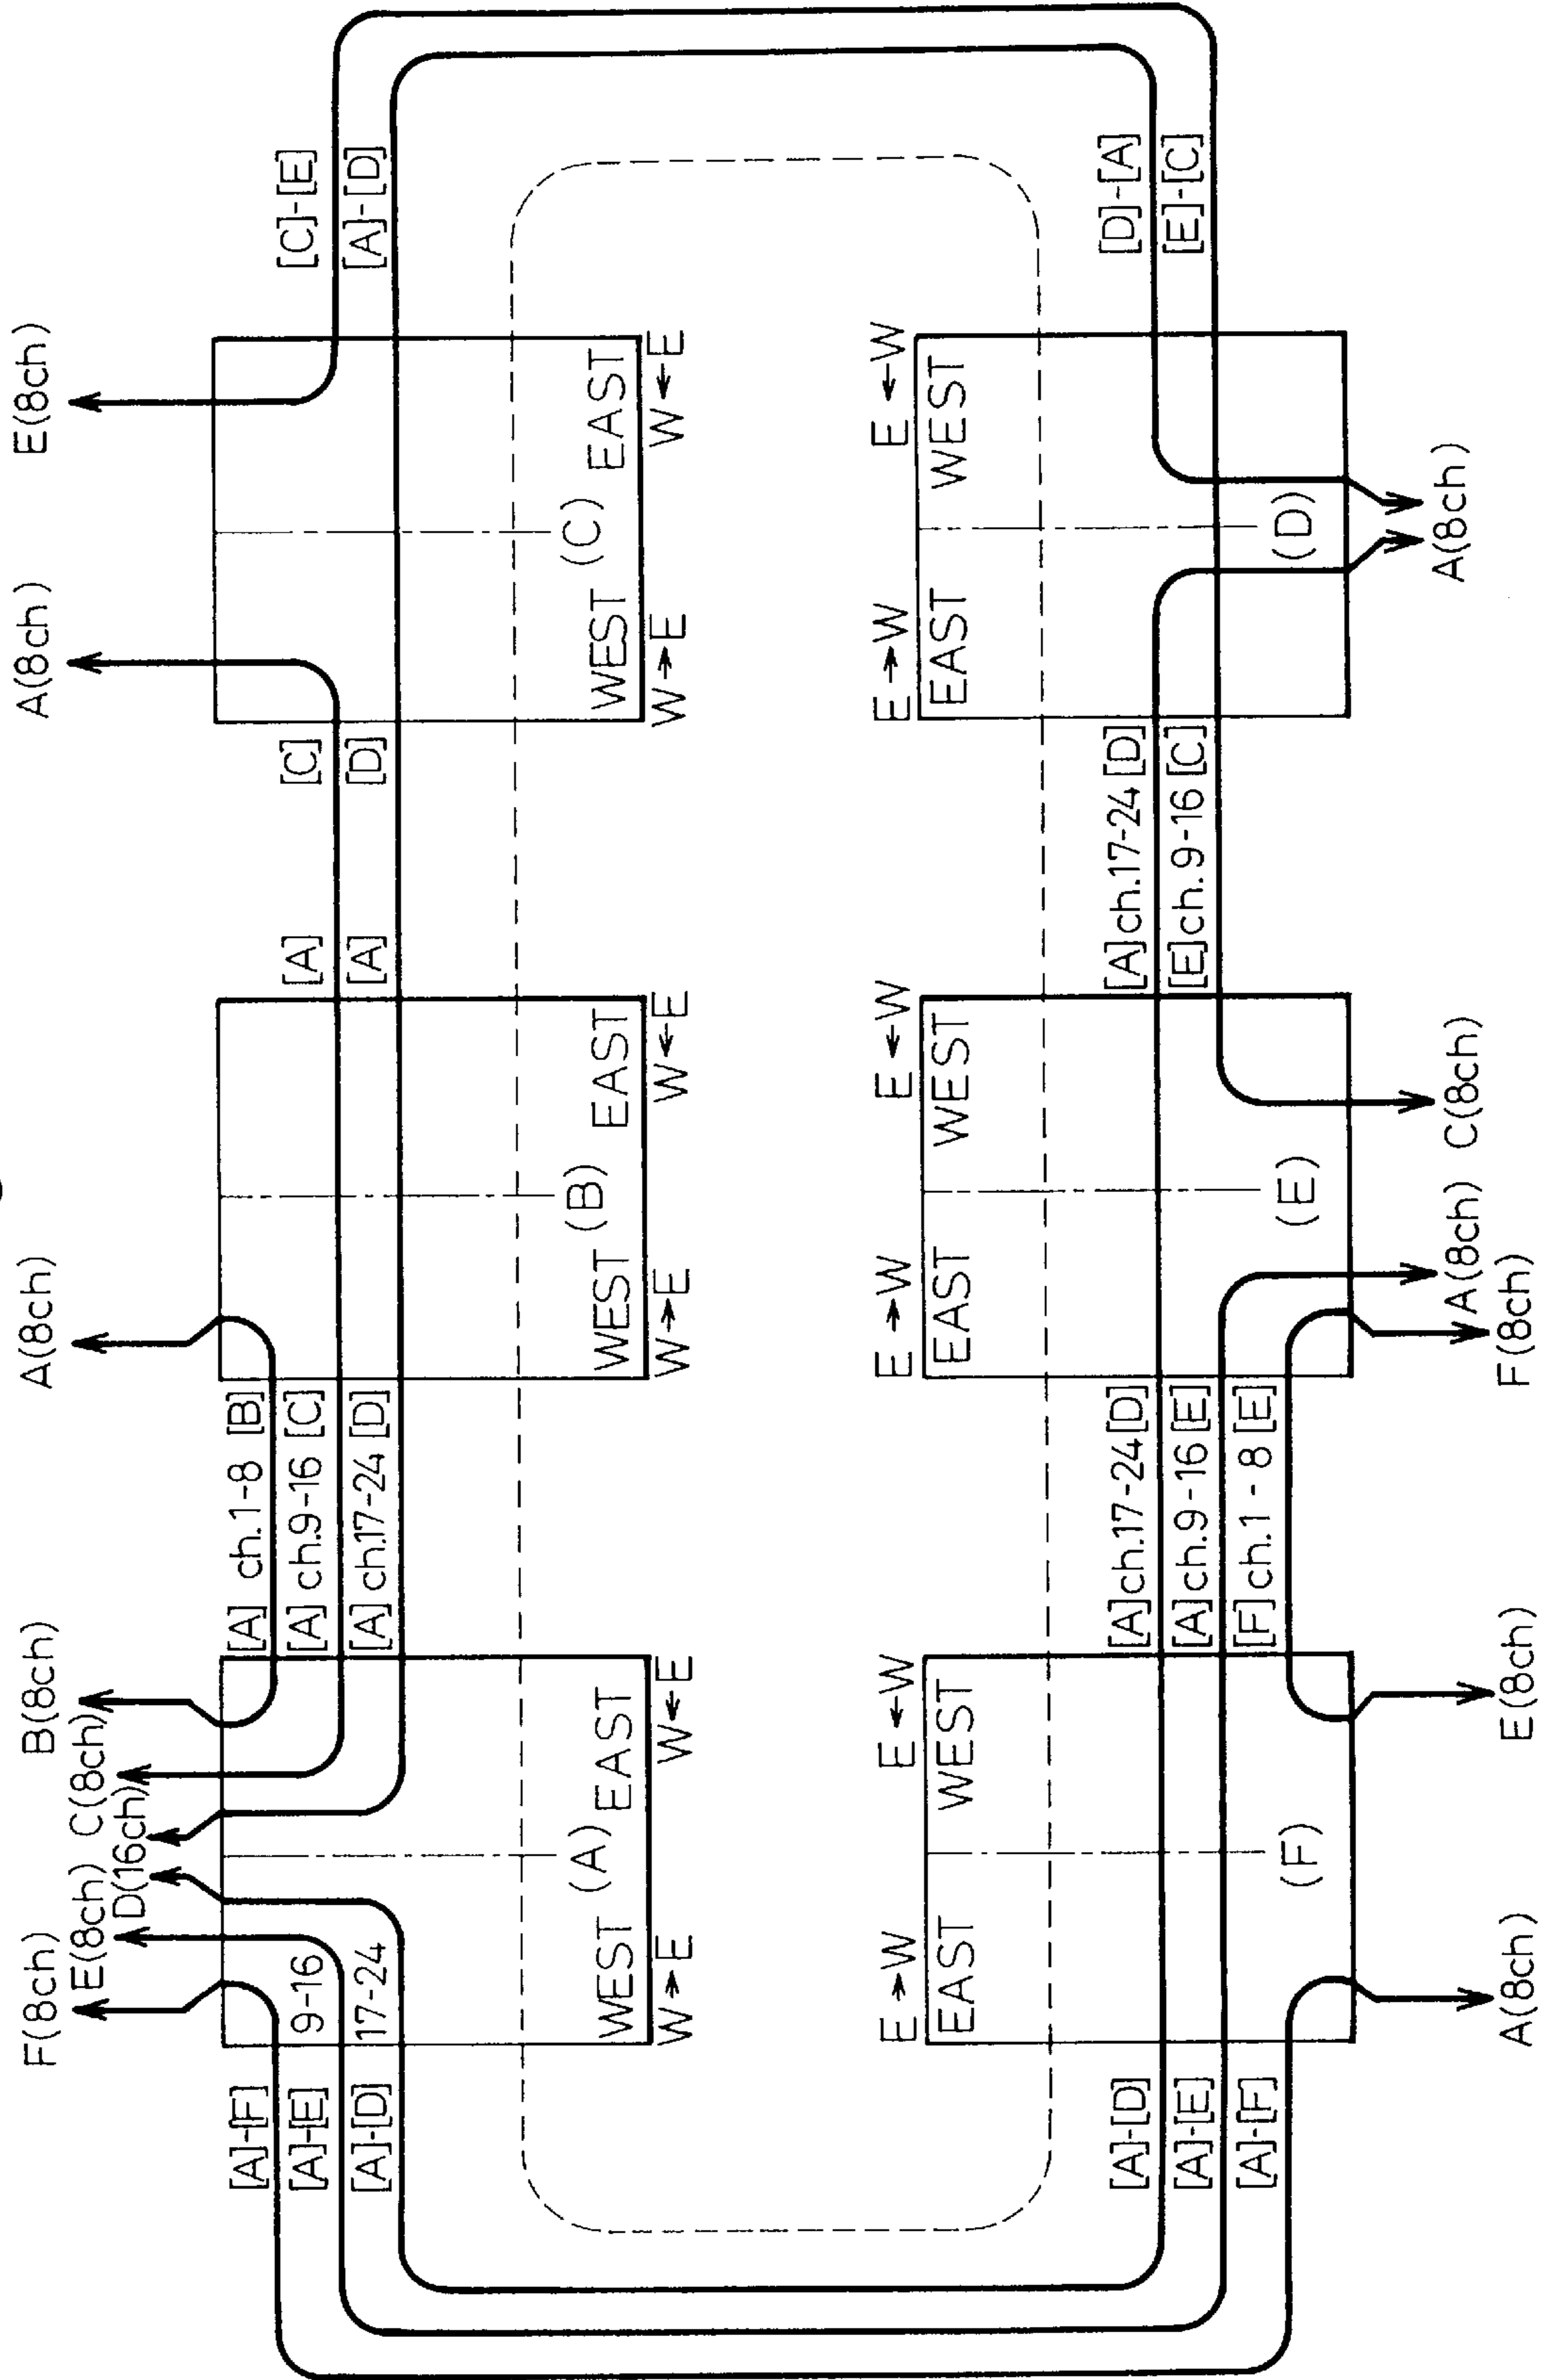 F(8ch)
B(8ch)
A(8ch)
A(8ch)
E(8ch)
E(8ch) C(8ch)
D(16ch)
[A]-[F]
[A] ch.1-8 [B]
[A]-[E]
9-16
[A] ch.9-16 [C]
[A]
[C]
[C]-[E]
[A]-[D]
17-24
[A] ch.17-24 [D]
[A]
[D]
[A]-[D]
(A)
(B)
(C)
WEST
EAST
WEST
EAST
WEST
EAST
W→E
W←E
W→E
W←E
W→E
W←E
E→W
E←W
E→W
E←W
E→W
E←W
EAST
WEST
EAST
WEST
EAST
WEST
[A]-[D]
[A]ch.17-24[D]
[A]ch.17-24[D]
[D]-[A]
[A]-[E]
[A]ch.9-16[E]
[E]ch.9-16[C]
[E]-[C]
[A]-[F]
[F]ch.1-8[E]
(F)
(E)
(D)
A(8ch) C(8ch)
A(8ch)
A(8ch)
E(8ch)
F(8ch)